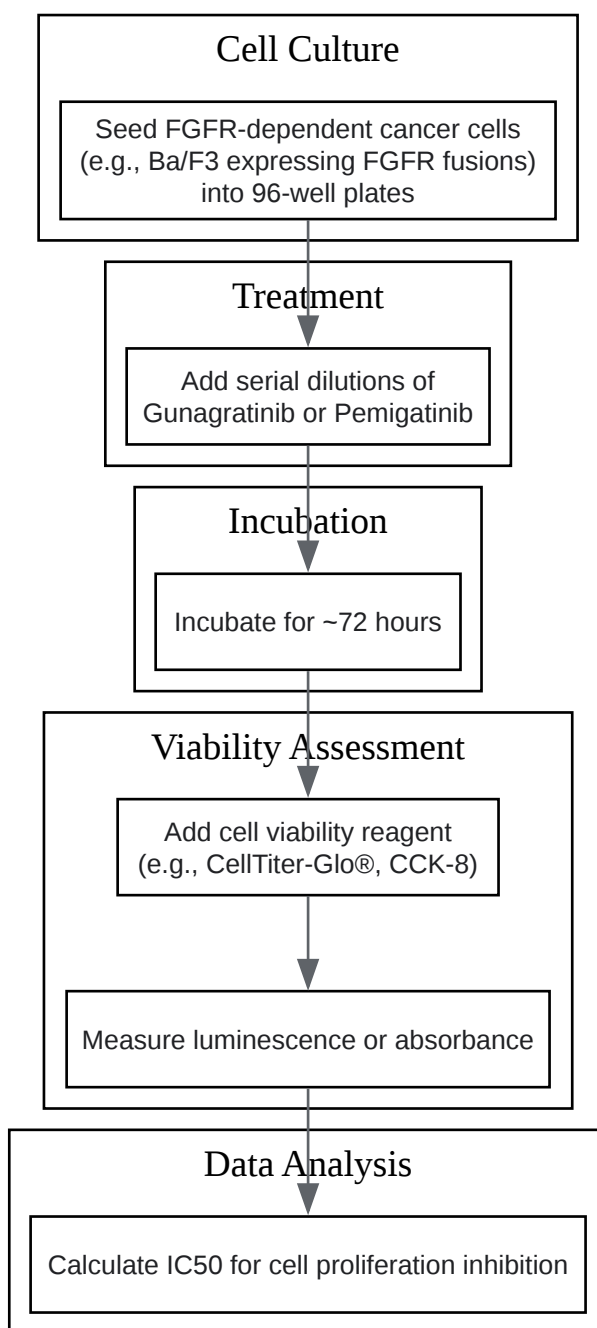 Cell Culture
Seed FGFR-dependent cancer cells
(e.g., Ba/F3 expressing FGFR fusions)
into 96-well plates
Treatment
Add serial dilutions of
Gunagratinib or Pemigatinib
Incubation
Incubate for ~72 hours
Viability Assessment
Add cell viability reagent
(e.g., CellTiter-Glo®, CCK-8)
Measure luminescence or absorbance
Data Analysis
Calculate IC50 for cell proliferation inhibition